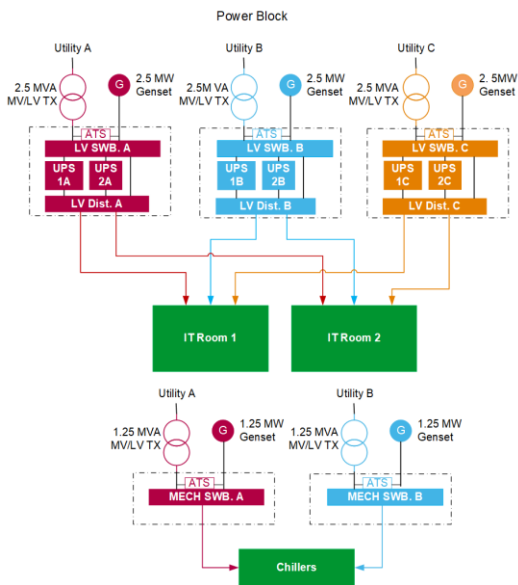 Power Block
Utility A
Utility B
Utility C
2.5 MVA
MV/LV TX
G
2.5 MW
Genset
2.5M VA
MV/LV TX
G
2.5 MW
Genset
2.5 MVA
MV/LV TX
G
2. 5MW
Genset
ATS
LV SWB. A
UPS
1A
UPS
2A
LV Dist. A
ATS
LV SWB. B
UPS
1B
UPS
2B
LV Dist. B
ATS
LV SWB. C
UPS
1C
UPS
2C
LV Dist. C
IT Room 1
IT Room 2
Utility A
Utility B
1.25 MVA
MV/LV TX
G
1.25 MW
Genset
1.25 MVA
MV/LV TX
G
1.25 MW
Genset
ATS
MECH SWB. A
ATS
MECH SWB. B
Chillers